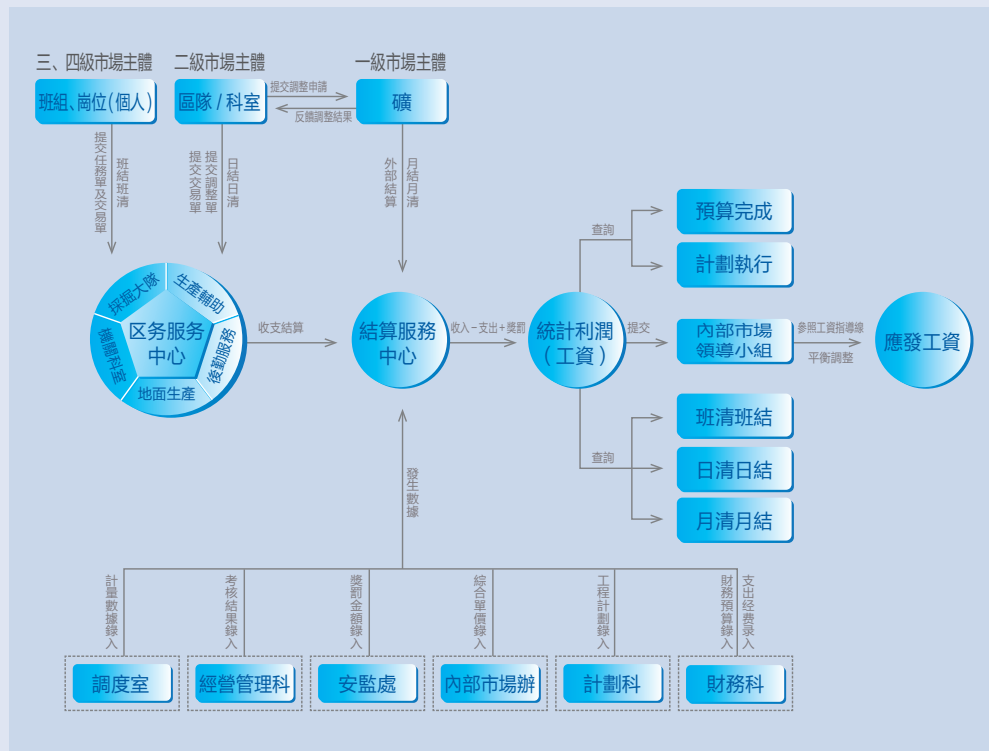 三、四級市場主體
二級市場主體
一級市場主體
班組、崗位(個人)
區隊/科室
礦
提交調整申請
反饋調整結果
提交任務單及交易單
班結班清
提交交易單
提交調整單
日結日清
外部結算
月結月清
採掘大隊
生產輔助
後勤服務
地面生產
機關科室
区务服务
中心
收支結算
結算服務
中心
收入-支出+獎罰
統計利潤
(工資)
查詢
預算完成
計劃執行
提交
內部市場
領導小組
參照工資指導線
平衡調整
應發工資
查詢
班清班結
日清日結
月清月結
發生數據
計量數據錄入
考核結果錄入
獎罰金額錄入
綜合單價錄入
工程計劃錄入
財務預算錄入
支出经费录入
調度室
經營管理科
安監處
內部市場辦
計劃科
財務科